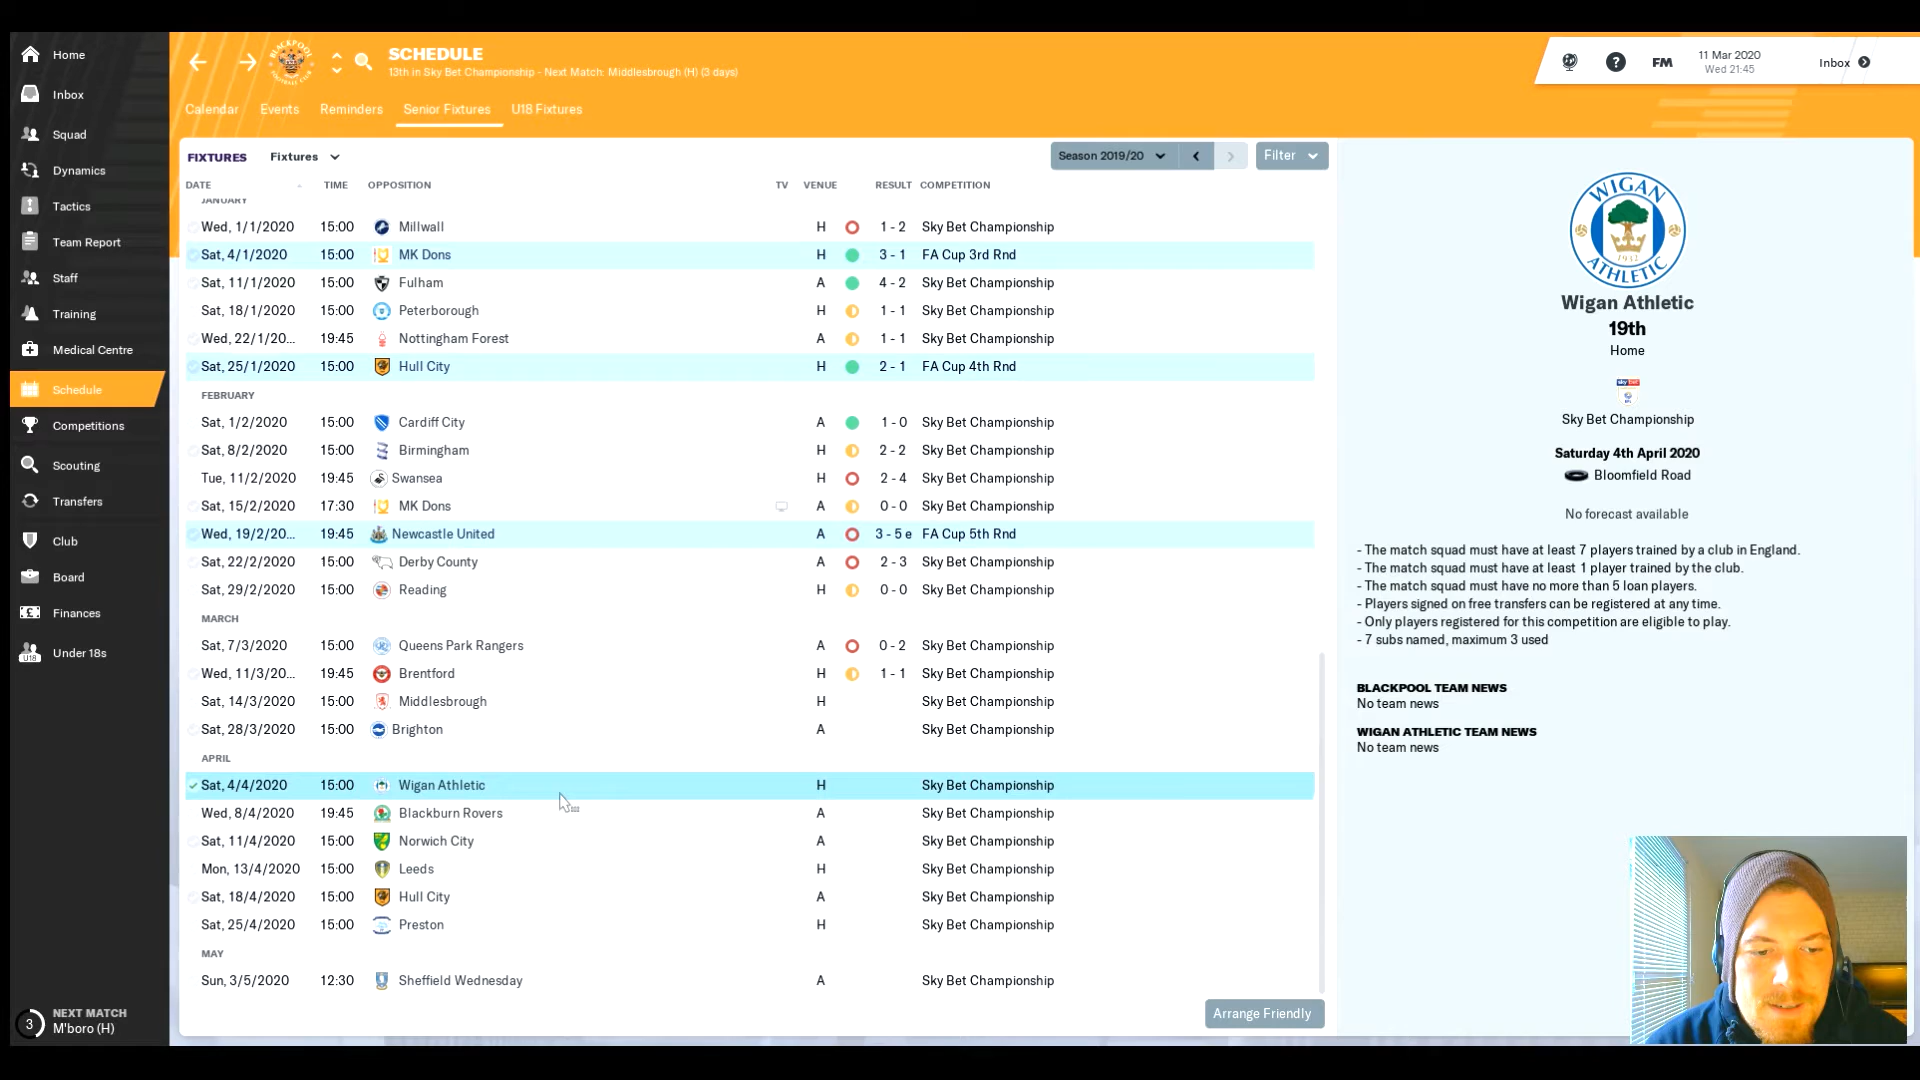 Home
Inbox
Squad
Dynamics
Tactics
Team Report
Staff
Training
Medical Centre
Schedule
Competitions
Scouting
Transfers
Club
Board
Finances
U18 Under 18s
3 NEXT MATCH
M'boro (H)
BLACKPOOL
SCHEDULE
13th in Sky Bet Championship - Next Match: Middlesbrough (H) (3 days)
? FM 11 Mar 2020 Inbox
Wed 21:45
Calendar Events Reminders Senior Fixtures U18 Fixtures
FIXTURES Fixtures Season 2019/20 Filter
DATE TIME OPPOSITION TV VENUE RESULT COMPETITION
JANUARY
Wed, 1/1/2020 15:00 Millwall H 1 - 2 Sky Bet Championship
Sat, 4/1/2020 15:00 MK Dons H 3 - 1 FA Cup 3rd Rnd
Sat, 11/1/2020 15:00 Fulham A 4 - 2 Sky Bet Championship
Sat, 18/1/2020 15:00 Peterborough H 1 - 1 Sky Bet Championship
Wed, 22/1/20... 19:45 Nottingham Forest A 1 - 1 Sky Bet Championship
Sat, 25/1/2020 15:00 Hull City H 2 - 1 FA Cup 4th Rnd
FEBRUARY
Sat, 1/2/2020 15:00 Cardiff City A 1 - 0 Sky Bet Championship
Sat, 8/2/2020 15:00 Birmingham H 2 - 2 Sky Bet Championship
Tue, 11/2/2020 19:45 Swansea H 2 - 4 Sky Bet Championship
Sat, 15/2/2020 17:30 MK Dons A 0 - 0 Sky Bet Championship
Wed, 19/2/20... 19:45 Newcastle United A 3 - 5 e FA Cup 5th Rnd
Sat, 22/2/2020 15:00 Derby County A 2 - 3 Sky Bet Championship
Sat, 29/2/2020 15:00 Reading H 0 - 0 Sky Bet Championship
MARCH
Sat, 7/3/2020 15:00 Queens Park Rangers A 0 - 2 Sky Bet Championship
Wed, 11/3/20... 19:45 Brentford H 1 - 1 Sky Bet Championship
Sat, 14/3/2020 15:00 Middlesbrough H Sky Bet Championship
Sat, 28/3/2020 15:00 Brighton A Sky Bet Championship
APRIL
Sat, 4/4/2020 15:00 Wigan Athletic H Sky Bet Championship
Wed, 8/4/2020 19:45 Blackburn Rovers A Sky Bet Championship
Sat, 11/4/2020 15:00 Norwich City A Sky Bet Championship
Mon, 13/4/2020 15:00 Leeds H Sky Bet Championship
Sat, 18/4/2020 15:00 Hull City A Sky Bet Championship
Sat, 25/4/2020 15:00 Preston H Sky Bet Championship
MAY
Sun, 3/5/2020 12:30 Sheffield Wednesday A Sky Bet Championship
Arrange Friendly
WIGAN
1932
ATHLETIC
Wigan Athletic
19th
Home
sky bet
Sky Bet Championship
Saturday 4th April 2020
Bloomfield Road
No forecast available
- The match squad must have at least 7 players trained by a club in England.
- The match squad must have at least 1 player trained by the club.
- The match squad must have no more than 5 loan players.
- Players signed on free transfers can be registered at any time.
- Only players registered for this competition are eligible to play.
- 7 subs named, maximum 3 used
BLACKPOOL TEAM NEWS
No team news
WIGAN ATHLETIC TEAM NEWS
No team news